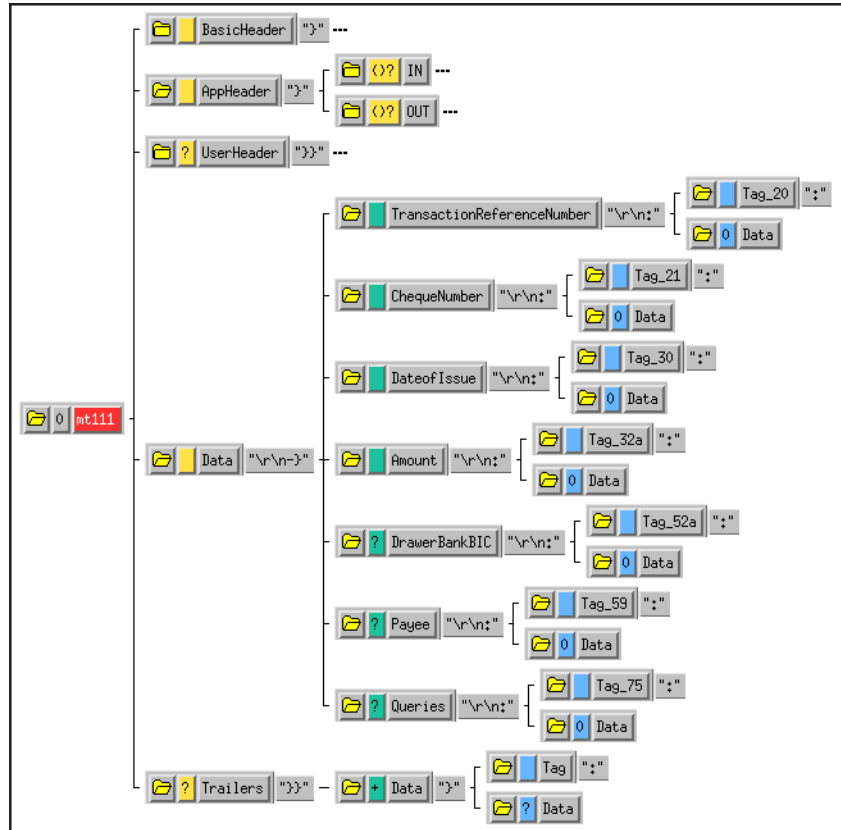 BasicHeader "}" ---
AppHeader "}"
()? IN ---
()? OUT ---
? UserHeader "}}" ---
TransactionReferenceNumber "\r\n:"
Tag_20 ":"
0 Data
ChequeNumber "\r\n:"
Tag_21 ":"
0 Data
DateofIssue "\r\n:"
Tag_30 ":"
0 Data
0 mt111
Data "\r\n-}"
Amount "\r\n:"
Tag_32a ":"
0 Data
? DrawerBankBIC "\r\n:"
Tag_52a ":"
0 Data
? Payee "\r\n:"
Tag_59 ":"
0 Data
? Queries "\r\n:"
Tag_75 ":"
0 Data
? Trailers "}}"
+ Data "}"
Tag ":"
? Data